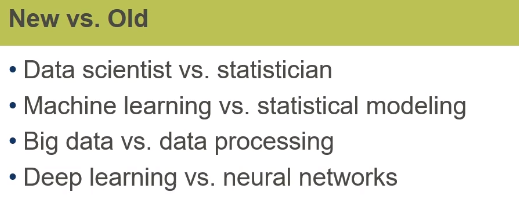 New vs. Old
• Data scientist vs. statistician
• Machine learning vs. statistical modeling
• Big data vs. data processing
• Deep learning vs. neural networks